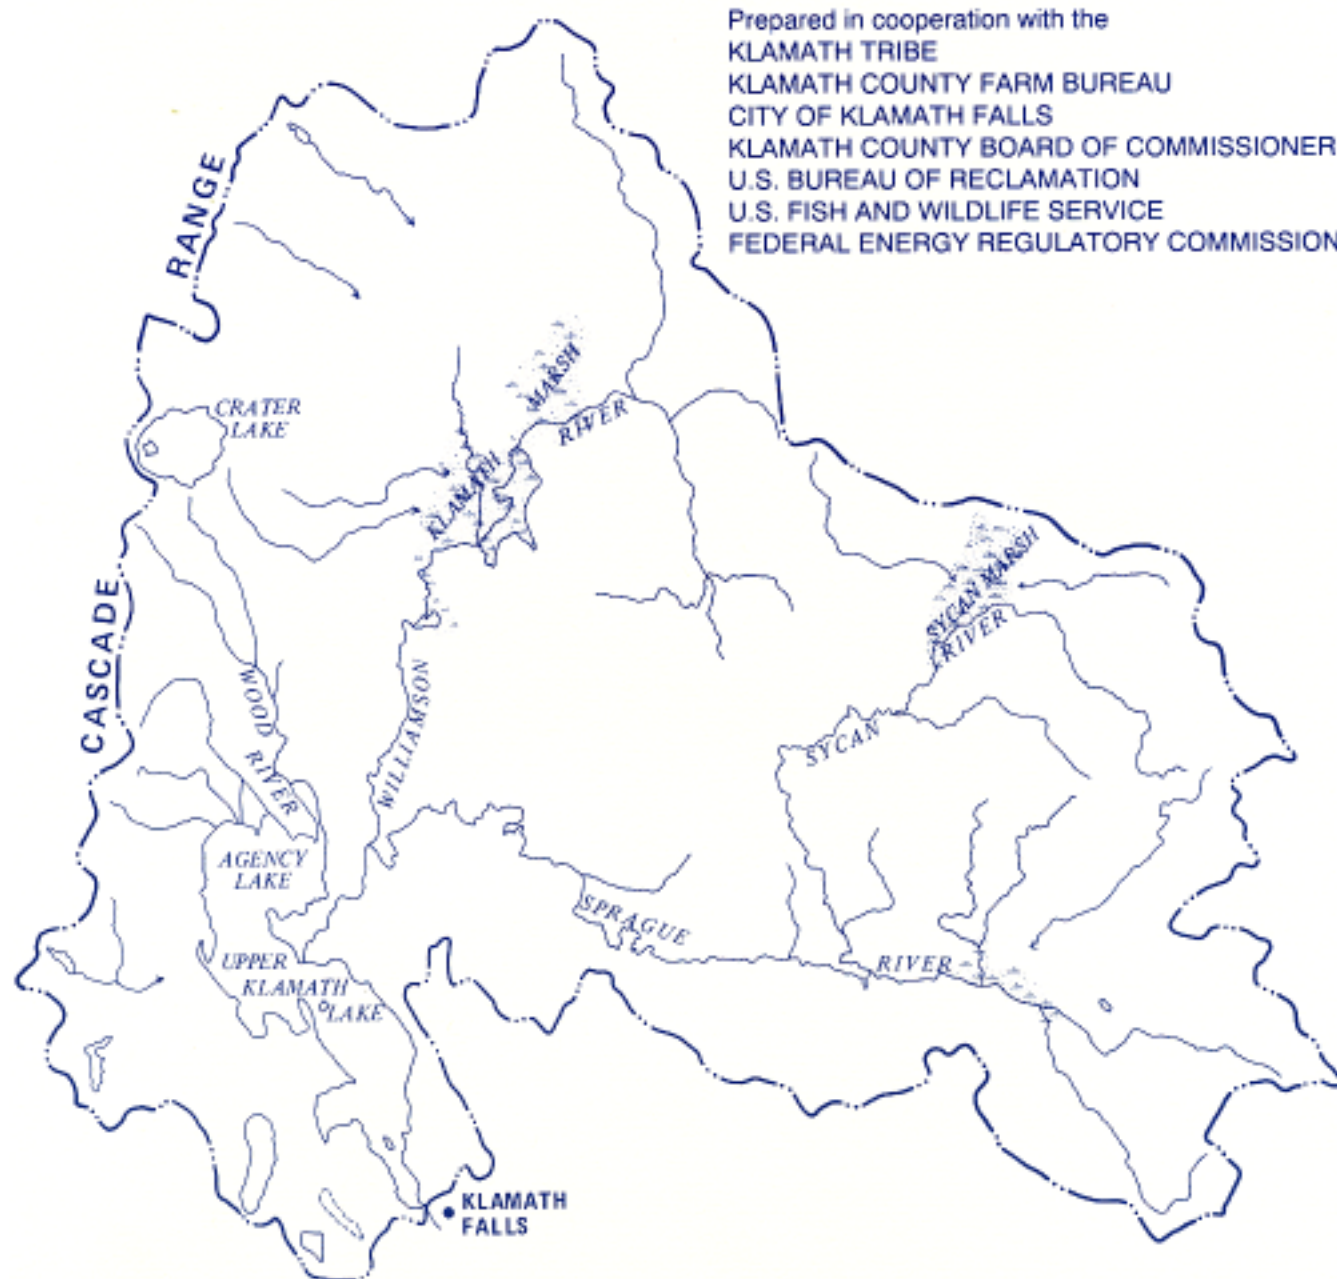 Prepared in cooperation with the
KLAMATH TRIBE
KLAMATH COUNTY FARM BUREAU
CITY OF KLAMATH FALLS
KLAMATH COUNTY BOARD OF COMMISSIONER
U.S. BUREAU OF RECLAMATION
U.S. FISH AND WILDLIFE SERVICE
FEDERAL ENERGY REGULATORY COMMISSION
RANGE
CRATER
LAKE
MARSH
RIVER
KLAMATH
SYCAN MARSH
RIVER
CASCADE
WOOD
RIVER
WILLIAMSON
SYCAN
AGENCY
LAKE
SPRAGUE
RIVER
UPPER
KLAMATH
LAKE
KLAMATH
FALLS